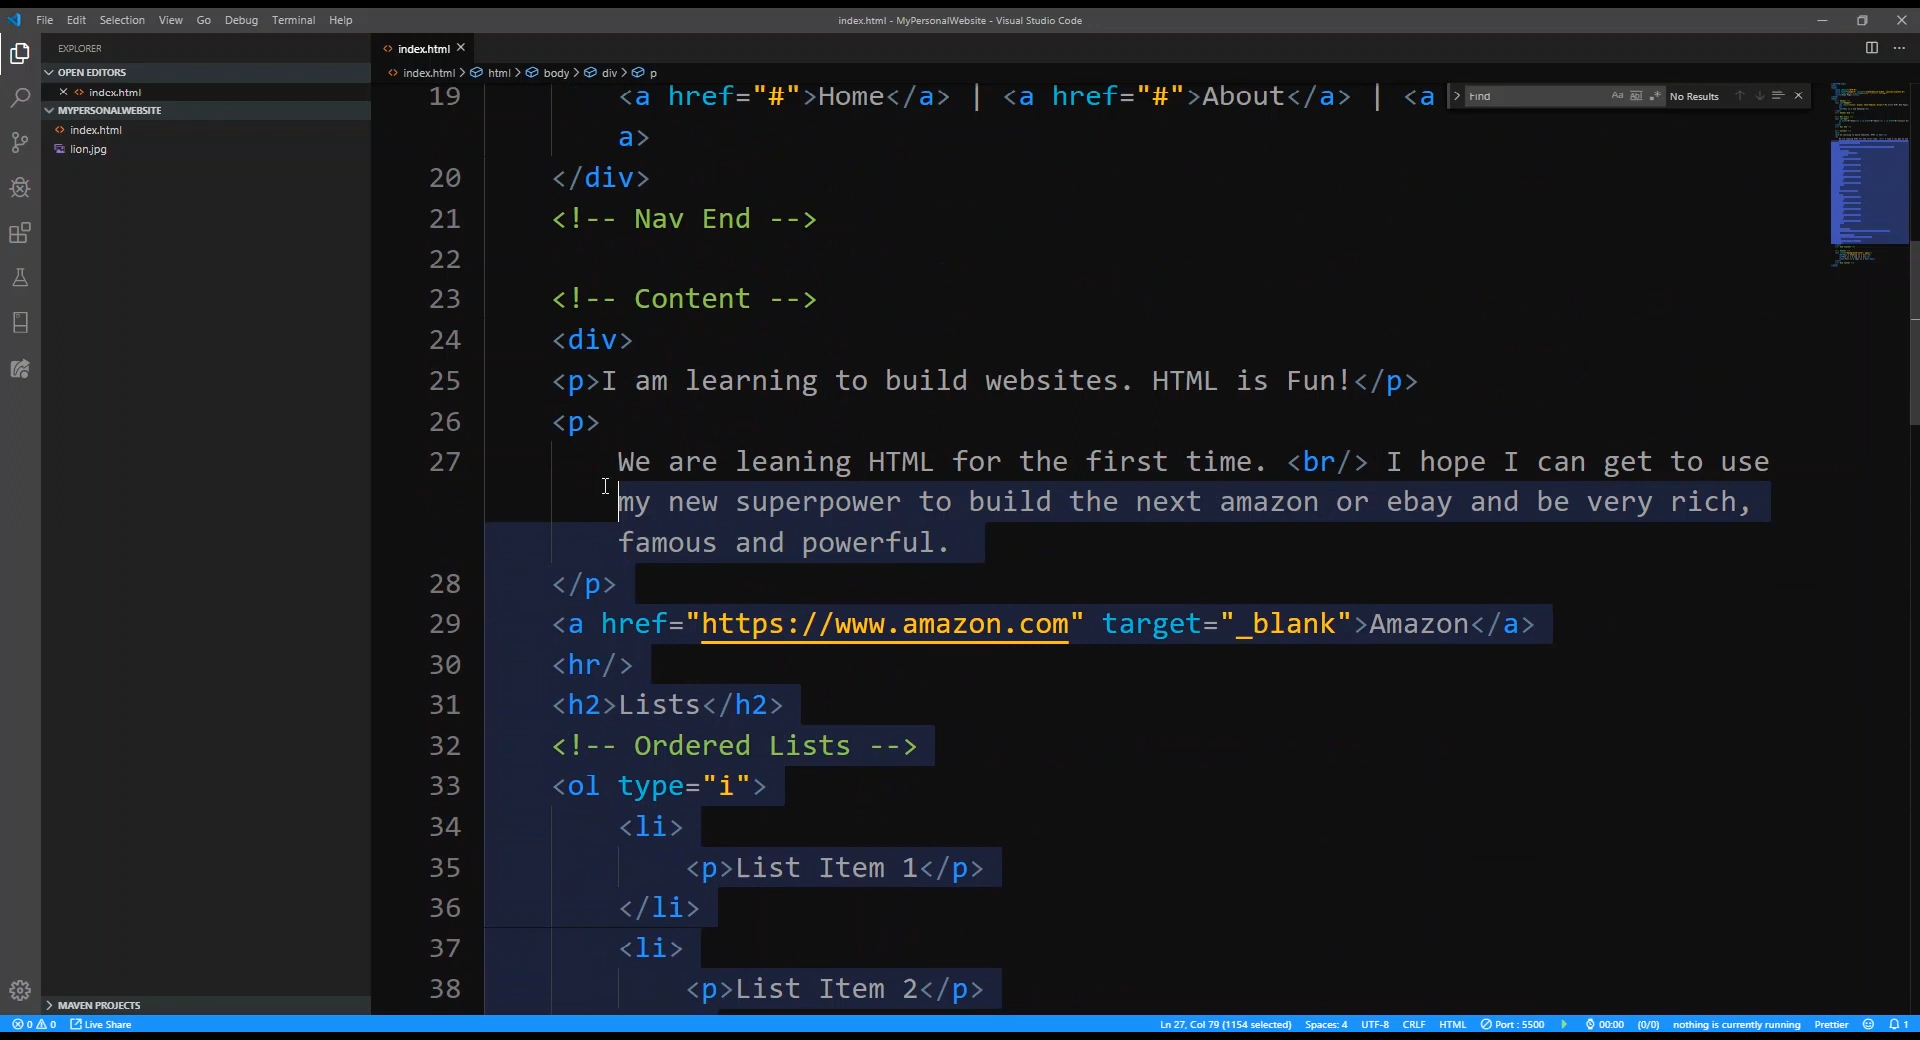 File Edit Selection View Go Debug Terminal Help
index.html - MyPersonalWebsite - Visual Studio Code
EXPLORER
OPEN EDITORS
index.html
MYPERSONALWEBSITE
index.html
lion.jpg
MAVEN PROJECTS
index.html
index.html > html > body > div > p
Find Aa Abl .* No Results
19 <a href="#">Home</a> | <a href="#">About</a> | <a
a>
20 </div>
21 <!-- Nav End -->
22
23 <!-- Content -->
24 <div>
25 <p>I am learning to build websites. HTML is Fun!</p>
26 <p>
27 We are leaning HTML for the first time. <br/> I hope I can get to use
my new superpower to build the next amazon or ebay and be very rich,
famous and powerful.
28 </p>
29 <a href="https://www.amazon.com" target="_blank">Amazon</a>
30 <hr/>
31 <h2>Lists</h2>
32 <!-- Ordered Lists -->
33 <ol type="i">
34 <li>
35 <p>List Item 1</p>
36 </li>
37 <li>
38 <p>List Item 2</p>
0 0 Live Share Ln 27, Col 79 (1154 selected) Spaces: 4 UTF-8 CRLF HTML Port : 5500 00:00 (0/0) nothing is currently running Prettier 1